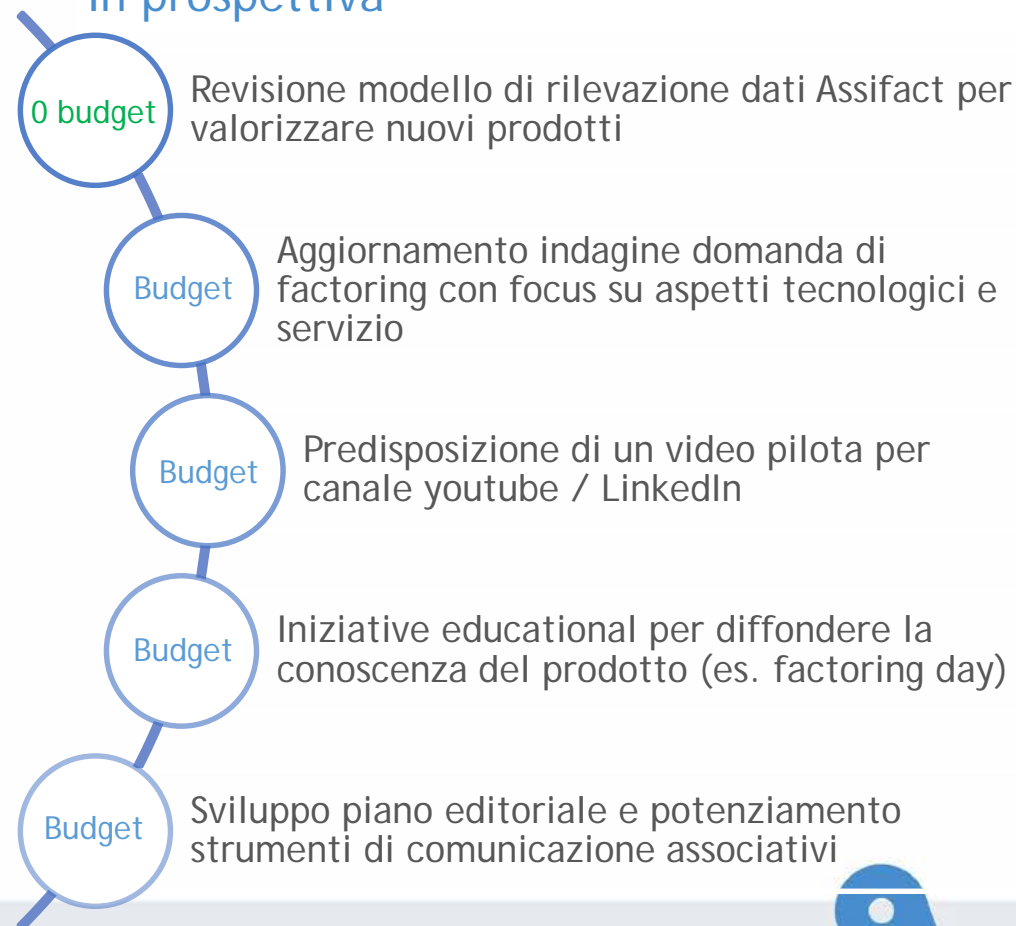 In prospettiva
0 budget
Revisione modello di rilevazione dati Assifact per
valorizzare nuovi prodotti
Budget
Aggiornamento indagine domanda di
factoring con focus su aspetti tecnologici e
servizio
Budget
Predisposizione di un video pilota per
canale youtube / LinkedIn
Budget
Iniziative educational per diffondere la
conoscenza del prodotto (es. factoring day)
Budget
Sviluppo piano editoriale e potenziamento
strumenti di comunicazione associativi